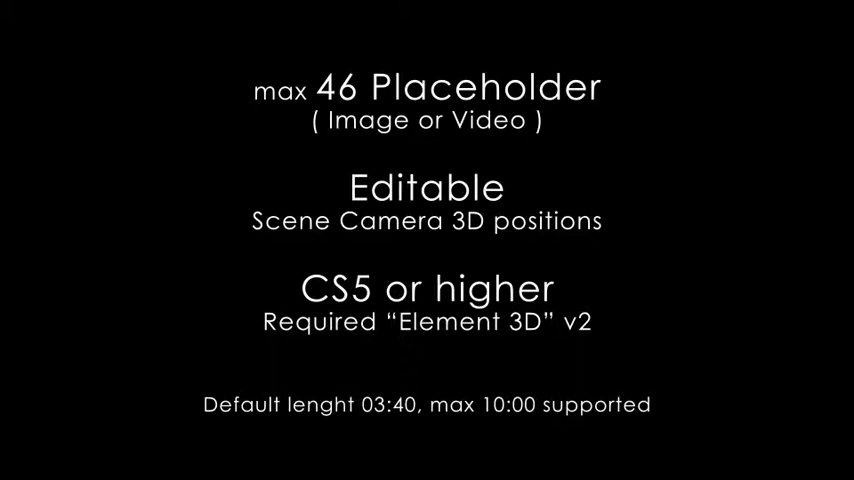 max 46 Placeholder
( Image or Video )
Editable
Scene Camera 3D positions
CS5 or higher
Required “Element 3D” v2
Default lenght 03:40, max 10:00 supported